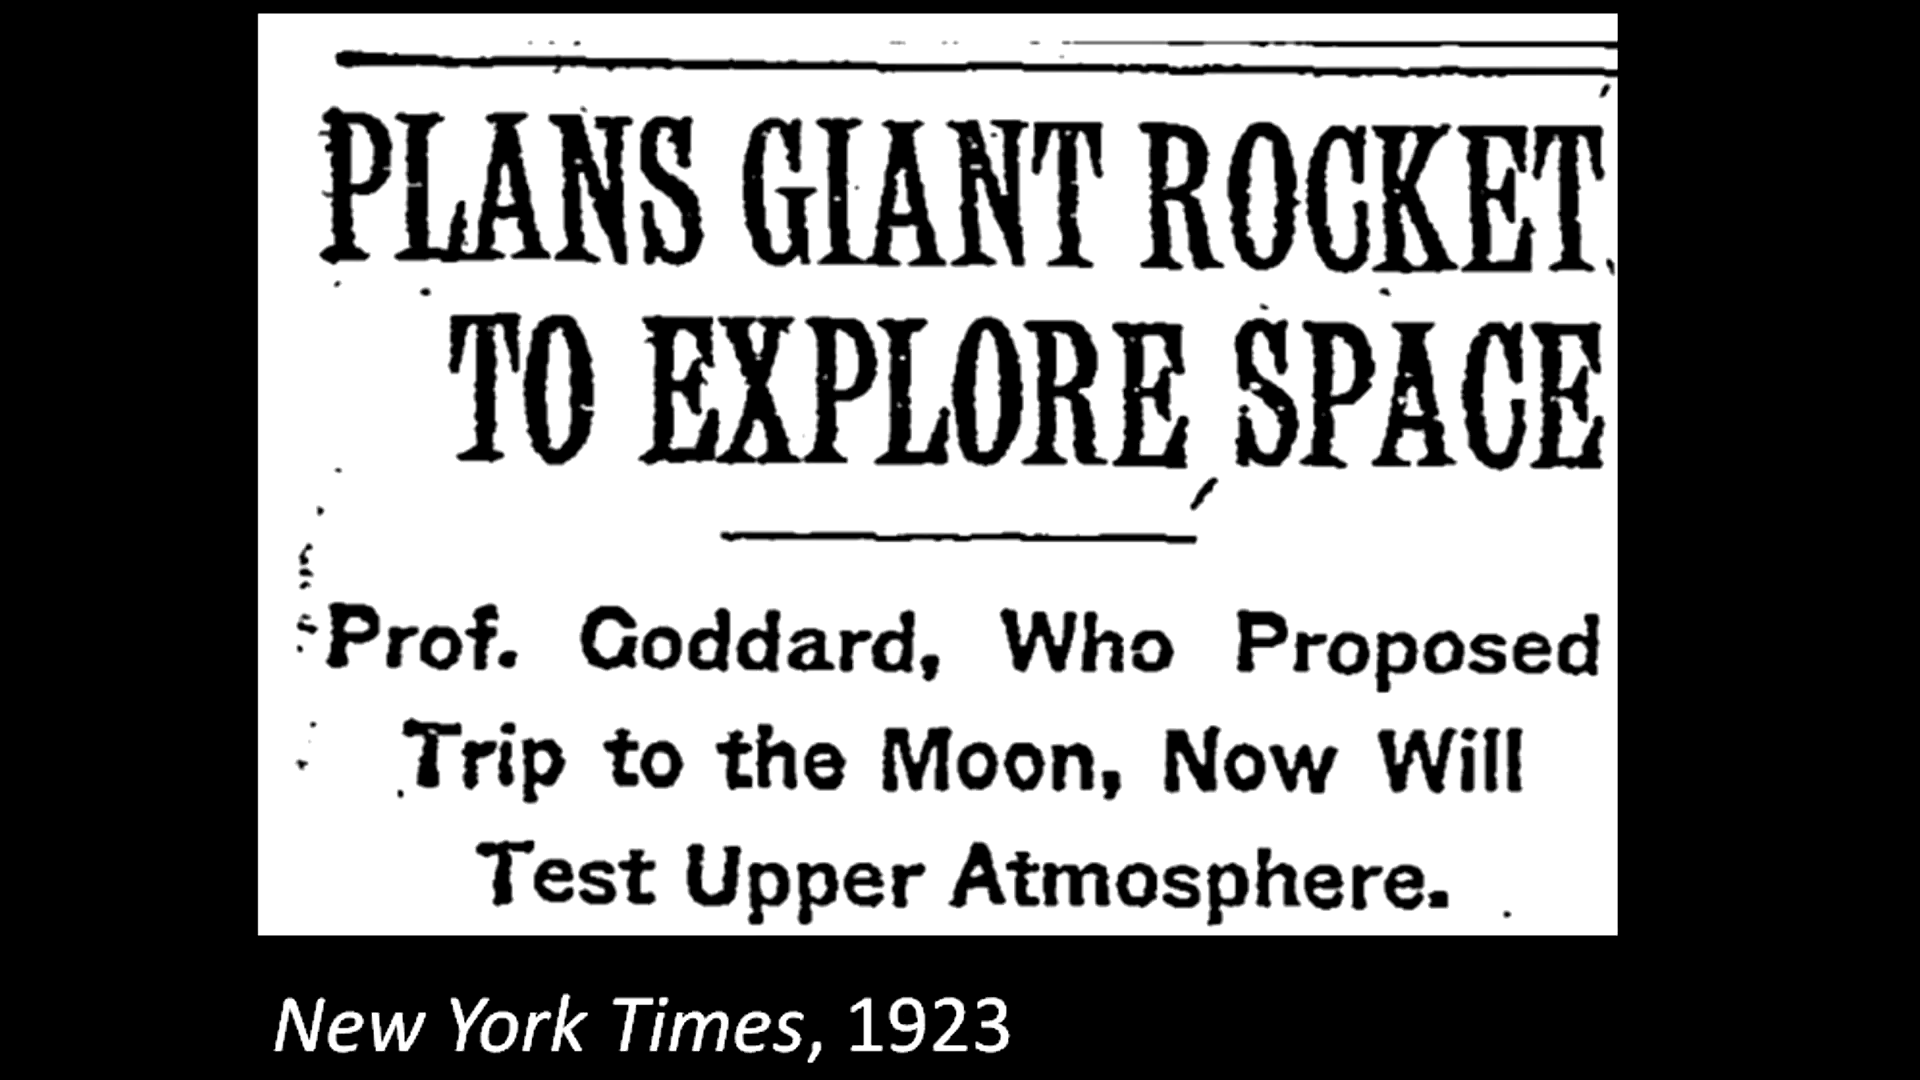 PLANS GIANT ROCKET
TO EXPLORE SPACE
Prof. Goddard, Who Proposed
Trip to the Moon, Now Will
Test Upper Atmosphere.
New York Times, 1923